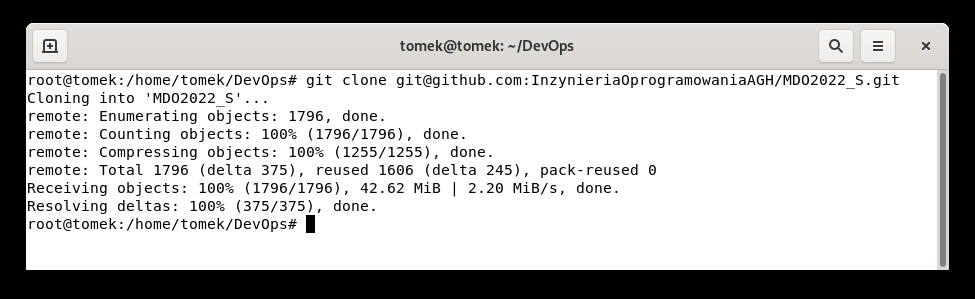 tomek@tomek: ~/DevOps
root@tomek:/home/tomek/DevOps# git clone git@github.com:InzynieriaOprogramowaniaAGH/MDO2022_S.git
Cloning into 'MDO2022_S'...
remote: Enumerating objects: 1796, done.
remote: Counting objects: 100% (1796/1796), done.
remote: Compressing objects: 100% (1255/1255), done.
remote: Total 1796 (delta 375), reused 1606 (delta 245), pack-reused 0
Receiving objects: 100% (1796/1796), 42.62 MiB | 2.20 MiB/s, done.
Resolving deltas: 100% (375/375), done.
root@tomek:/home/tomek/DevOps#